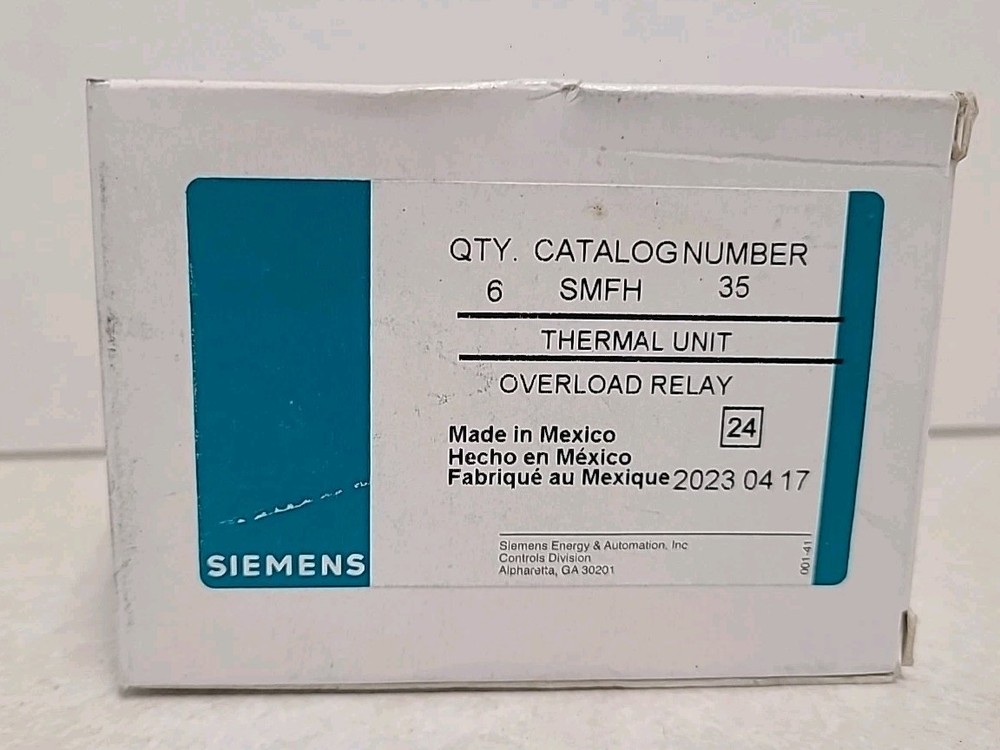 QTY. CATALOG NUMBER
6 SMFH 35
THERMAL UNIT
OVERLOAD RELAY
24
Made in Mexico
Hecho en México
Fabriqué au Mexique 2023 04 17
Siemens Energy & Automation, Inc
Controls Division
Alpharetta, GA 30201
001-41
SIEMENS